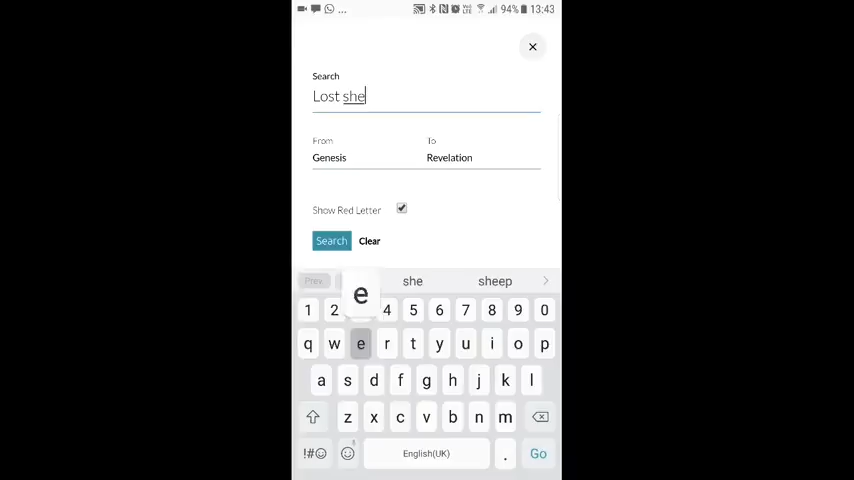 ... 94% 13:43
×
Search
Lost she
From To
Genesis Revelation
Show Red Letter
Search Clear
Prev she sheep
e
1 2 4 5 6 7 8 9 0
q w e r t y u i o p
a s d f g h j k l
z x c v b n m
!#☺ English(UK) . Go